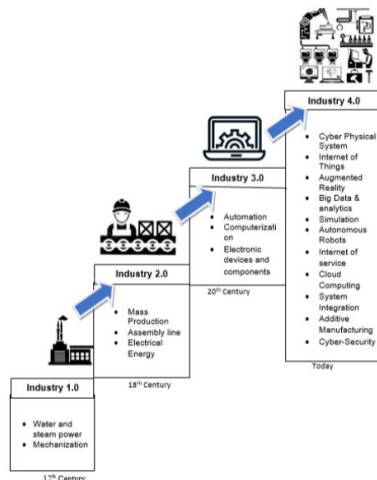 Industry 4.0
• Cyber Physical
System
• Internet of
Things
• Augmented
Reality
• Big Data &
analytics
• Simulation
• Autonomous
Robots
• Internet of
service
• Cloud
Computing
• System
Integration
• Additive
Manufacturing
• Cyber-Security
Today
Industry 3.0
• Automation
• Computerizati
on
• Electronic
devices and
components
20th Century
Industry 2.0
• Mass
Production
• Assembly line
• Electrical
Energy
18th Century
Industry 1.0
• Water and
steam power
• Mechanization
17th Century